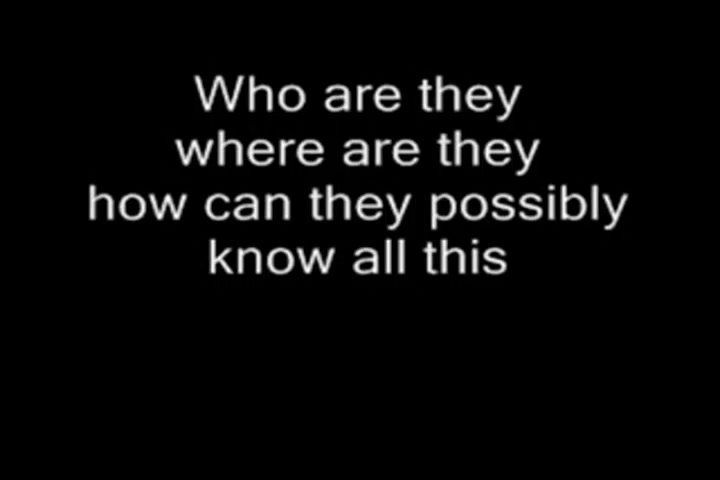 Who are they
where are they
how can they possibly
know all this